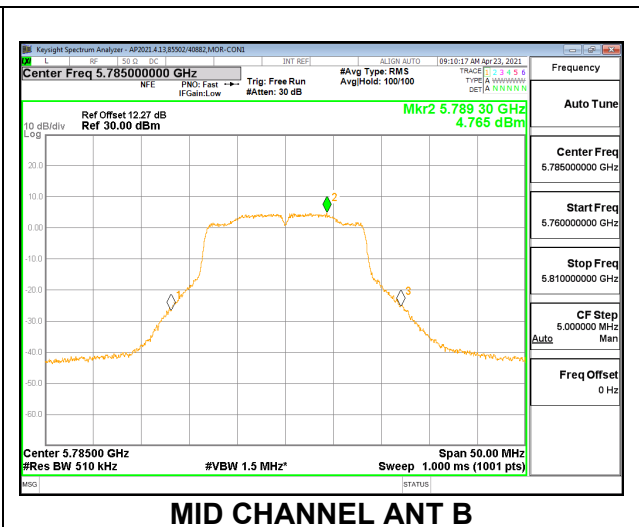 Keysight Spectrum Analyzer - AP2021.4.13,85502/40882,MOR-CON1
L RF 50 Ω DC INT REF ALIGN AUTO 09:10:17 AM Apr 23, 2021
Center Freq 5.785000000 GHz
NFE
PNO: Fast
IFGain:Low
Trig: Free Run
#Atten: 30 dB
#Avg Type: RMS
Avg|Hold: 100/100
TRACE 1 2 3 4 5 6
TYPE A WWWWW
DET A N N N N N
Ref Offset 12.27 dB
10 dB/div Ref 30.00 dBm
Log
Mkr2 5.789 30 GHz
4.765 dBm
20.0
10.0
0.00
-10.0
-20.0
-30.0
-40.0
-50.0
-60.0
1
2
3
Center 5.78500 GHz
#Res BW 510 kHz
#VBW 1.5 MHz*
Span 50.00 MHz
Sweep 1.000 ms (1001 pts)
MSG
STATUS
Frequency
Auto Tune
Center Freq
5.785000000 GHz
Start Freq
5.760000000 GHz
Stop Freq
5.810000000 GHz
CF Step
5.000000 MHz
Auto Man
Freq Offset
0 Hz
MID CHANNEL ANT B